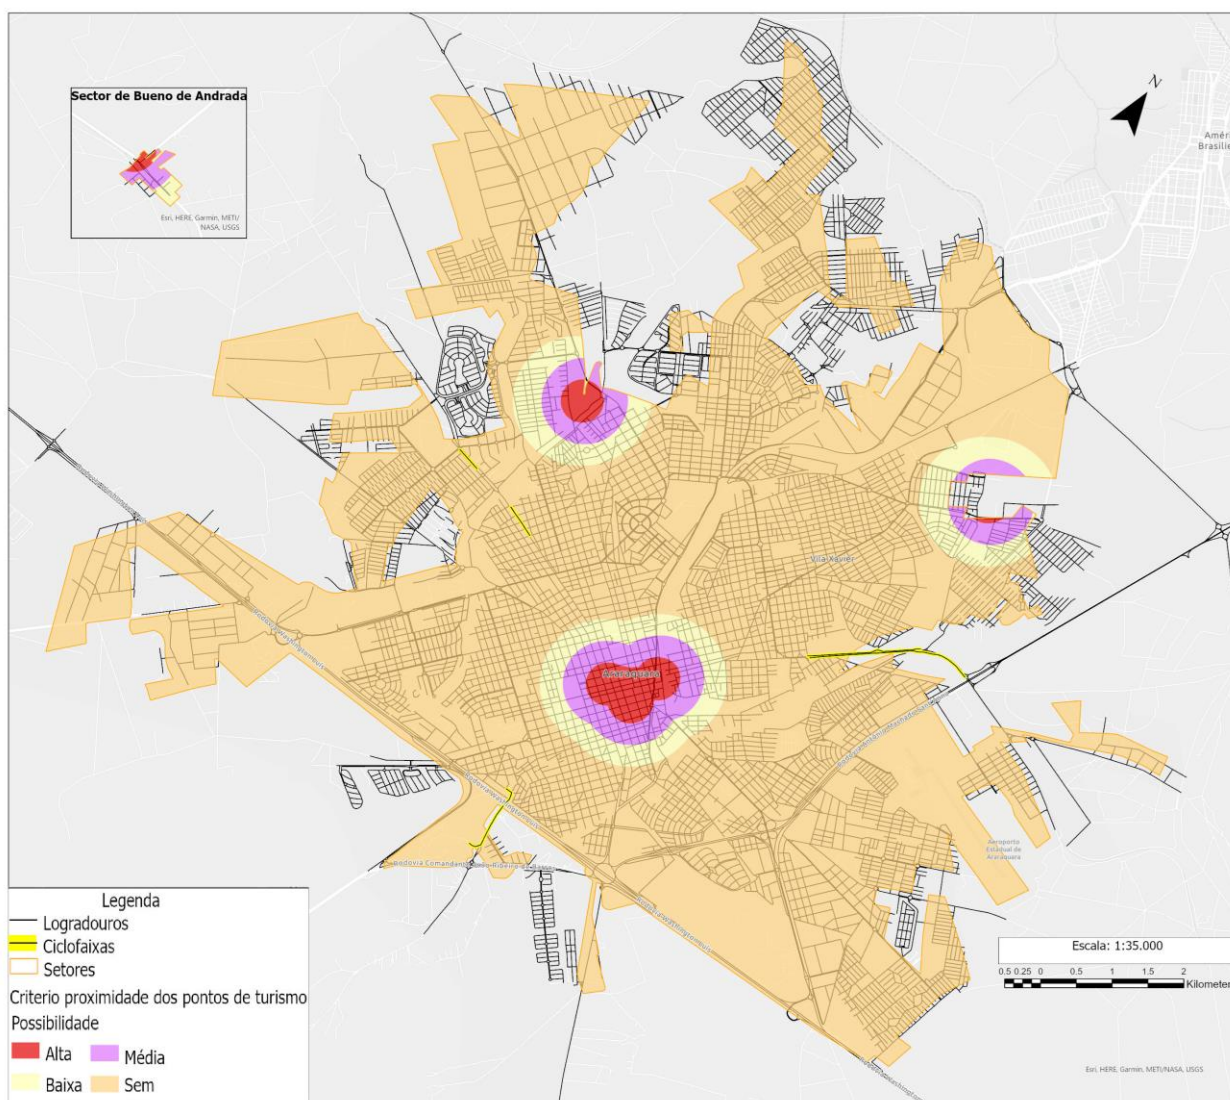 Sector de Bueno de Andrada
Esri, HERE, Garmin, METI/
NASA, USGS
N
Améri
Brasilie
Vila Xavier
Araraquara
Aeroporto
Estadual de
Araraquara
Legenda
Logradouros
Ciclofaixas
Setores
Criterio proximidade dos pontos de turismo
Possibilidade
Alta
Média
Baixa
Sem
Escala: 1:35.000
0.5 0.25 0 0.5 1 1.5 2
Kilometer
Esri, HERE, Garmin, METI/NASA, USGS